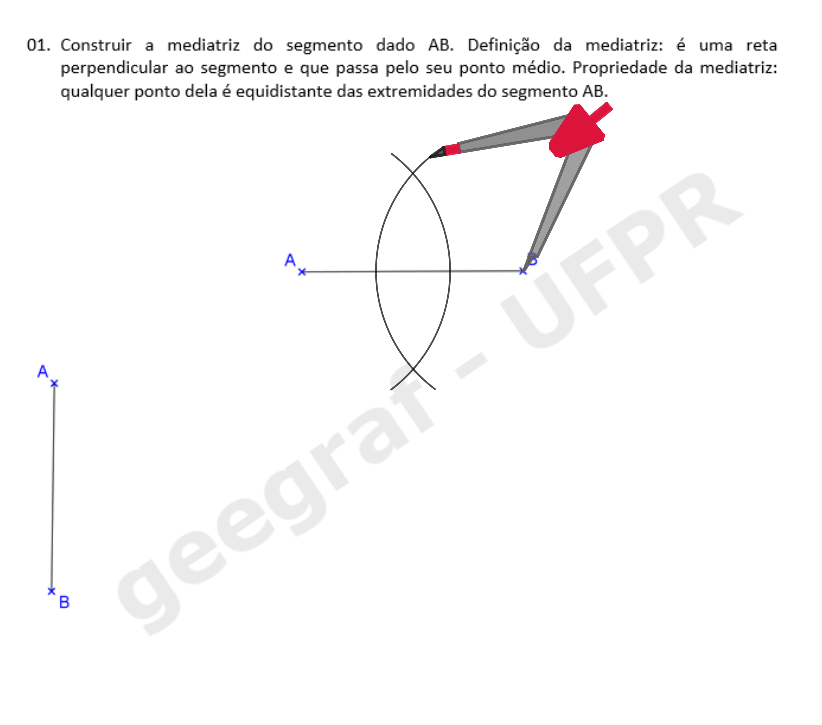 01. Construir a mediatriz do segmento dado AB. Definição da mediatriz: é uma reta
perpendicular ao segmento e que passa pelo seu ponto médio. Propriedade da mediatriz:
qualquer ponto dela é equidistante das extremidades do segmento AB.
A
B
A
B
geegraf - UFPR